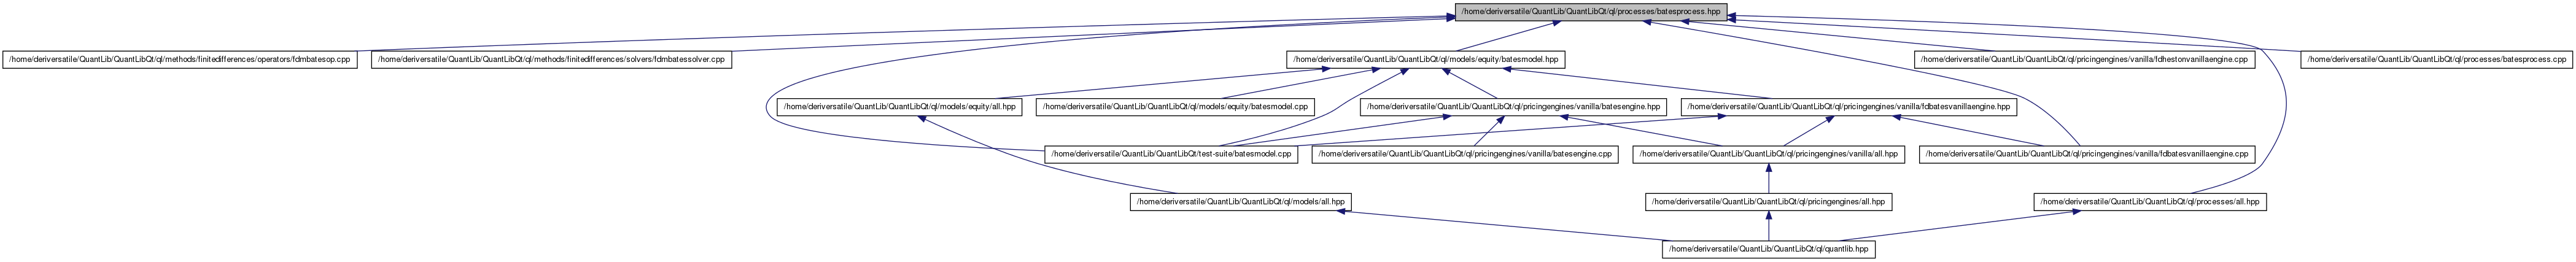 /home/deriversatile/QuantLib/QuantLibQt/ql/processes/batesprocess.hpp
/home/deriversatile/QuantLib/QuantLibQt/ql/methods/finitedifferences/operators/fdmbatesop.cpp
/home/deriversatile/QuantLib/QuantLibQt/ql/methods/finitedifferences/solvers/fdmbatessolver.cpp
/home/deriversatile/QuantLib/QuantLibQt/ql/models/equity/batesmodel.hpp
/home/deriversatile/QuantLib/QuantLibQt/ql/pricingengines/vanilla/fdhestonvanillaengine.cpp
/home/deriversatile/QuantLib/QuantLibQt/ql/processes/batesprocess.cpp
/home/deriversatile/QuantLib/QuantLibQt/ql/models/equity/all.hpp
/home/deriversatile/QuantLib/QuantLibQt/ql/models/equity/batesmodel.cpp
/home/deriversatile/QuantLib/QuantLibQt/ql/pricingengines/vanilla/batesengine.hpp
/home/deriversatile/QuantLib/QuantLibQt/ql/pricingengines/vanilla/fdbatesvanillaengine.hpp
/home/deriversatile/QuantLib/QuantLibQt/test-suite/batesmodel.cpp
/home/deriversatile/QuantLib/QuantLibQt/ql/pricingengines/vanilla/batesengine.cpp
/home/deriversatile/QuantLib/QuantLibQt/ql/pricingengines/vanilla/all.hpp
/home/deriversatile/QuantLib/QuantLibQt/ql/pricingengines/vanilla/fdbatesvanillaengine.cpp
/home/deriversatile/QuantLib/QuantLibQt/ql/models/all.hpp
/home/deriversatile/QuantLib/QuantLibQt/ql/pricingengines/all.hpp
/home/deriversatile/QuantLib/QuantLibQt/ql/processes/all.hpp
/home/deriversatile/QuantLib/QuantLibQt/ql/quantlib.hpp